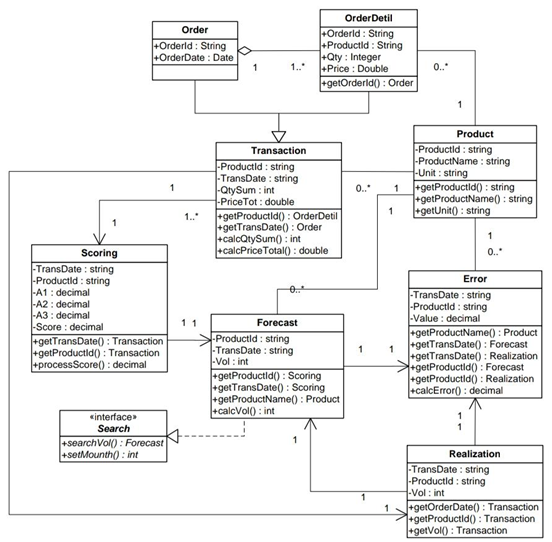 Order
+OrderId : String
+OrderDate : Date
OrderDetil
+OrderId : String
+ProductId : String
+Qty : Integer
+Price : Double
+getOrderId() : Order
1
1..*
0..*
1
Transaction
-ProductId : string
-TransDate : string
-QtySum : int
-PriceTot : double
+getProductId() : OrderDetil
+getTransDate() : Order
+calcQtySum() : int
+calcPriceTotal() : double
Product
-ProductId : string
-ProductName : string
-Unit : string
+getProductId() : string
+getProductName() : string
+getUnit() : string
0..*
1
1
1
1
1..*
1
0..*
Scoring
-TransDate : string
-ProductId : string
-A1 : decimal
-A2 : decimal
-A3 : decimal
-Score : decimal
+getTransDate() : Transaction
+getProductId() : Transaction
+processScore() : decimal
Error
-TransDate : string
-ProductId : string
-Value : decimal
+getProductName() : Product
+getTransDate() : Forecast
+getTransDate() : Realization
+getProductId() : Forecast
+getProductId() : Realization
+calcError() : decimal
0..*
1
1
Forecast
-ProductId : string
-TransDate : string
-Vol : int
+getProductId() : Scoring
+getTransDate() : Scoring
+getProductName() : Product
+calcVol() : int
1
1
«interface»
Search
+searchVol() : Forecast
+setMounth() : int
1
1
1
1
1
Realization
-TransDate : string
-ProductId : string
-Vol : int
+getOrderDate() : Transaction
+getProductId() : Transaction
+getVol() : Transaction